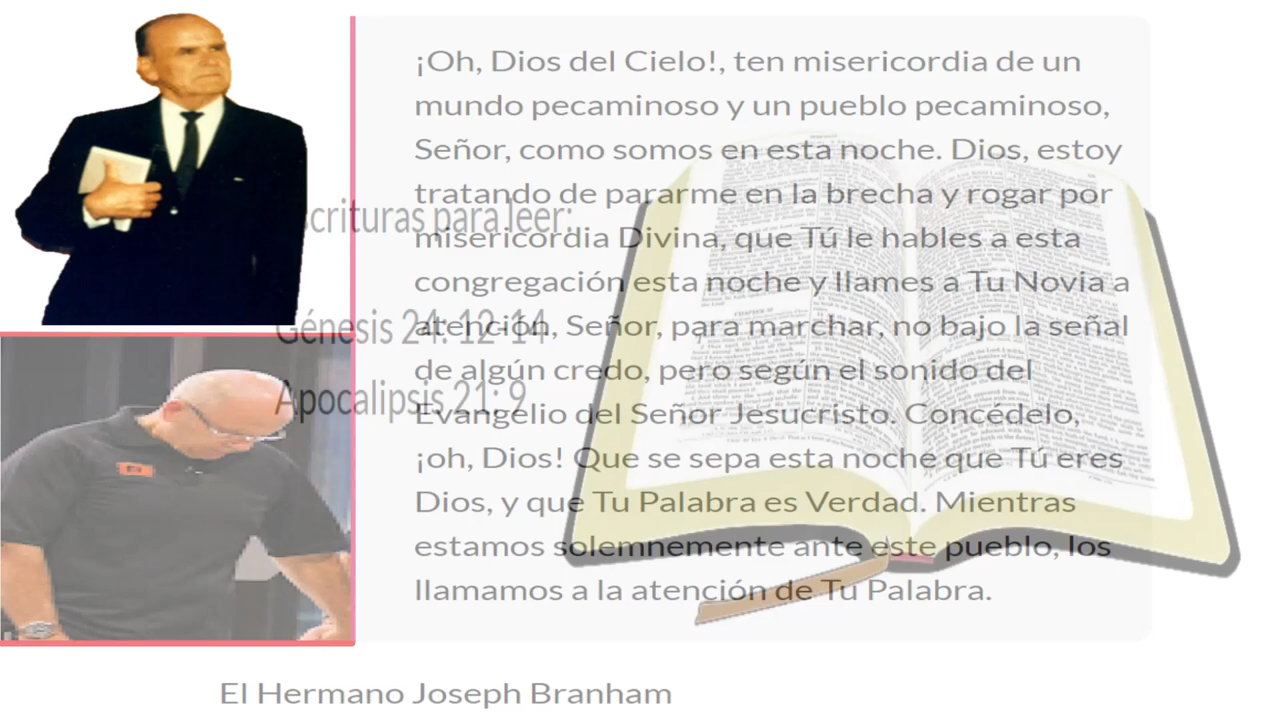 ¡Oh, Dios del Cielo!, ten misericordia de un
mundo pecaminoso y un pueblo pecaminoso,
Señor, como somos en esta noche. Dios, estoy
tratando de pararme en la brecha y rogar por
misericordia Divina, que Tú le hables a esta
congregación esta noche y llames a Tu Novia a
atención, Señor, para marchar, no bajo la señal
de algún credo, pero según el sonido del
Evangelio del Señor Jesucristo. Concédelo,
¡oh, Dios! Que se sepa esta noche que Tú eres
Dios, y que Tu Palabra es Verdad. Mientras
estamos solemnemente ante este pueblo, los
llamamos a la atención de Tu Palabra.
crituras para leer:
Génesis 24: 12-14
Apocalipsis 21: 9
El Hermano Joseph Branham